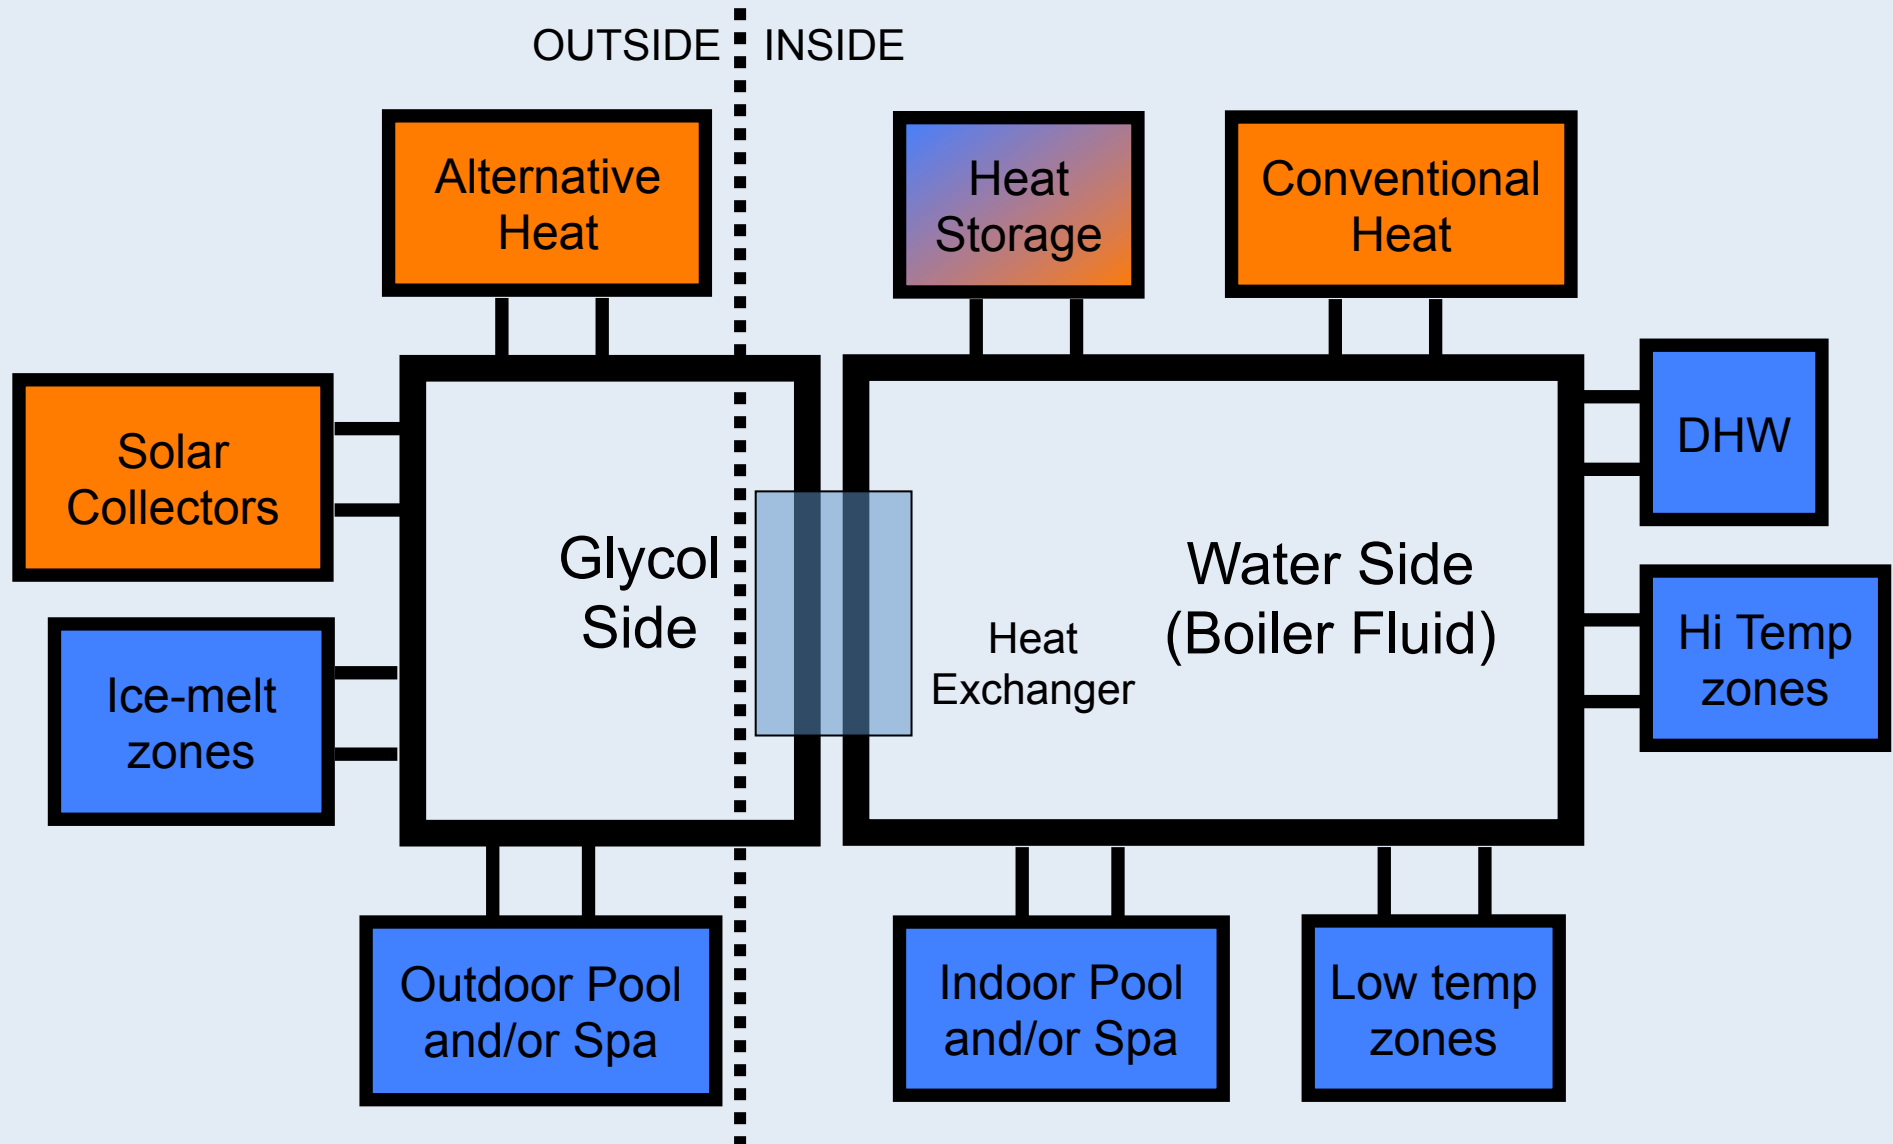 OUTSIDE
INSIDE
Alternative
Heat
Heat
Storage
Conventional
Heat
Solar
Collectors
DHW
Glycol
Side
Water Side
(Boiler Fluid)
Heat
Exchanger
Hi Temp
zones
Ice-melt
zones
Outdoor Pool
and/or Spa
Indoor Pool
and/or Spa
Low temp
zones